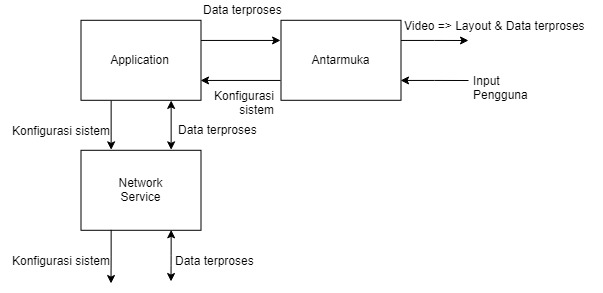 Data terproses
Video => Layout & Data terproses
Application
Antarmuka
Konfigurasi
sistem
Input
Pengguna
Konfigurasi sistem
Data terproses
Network
Service
Konfigurasi sistem
Data terproses